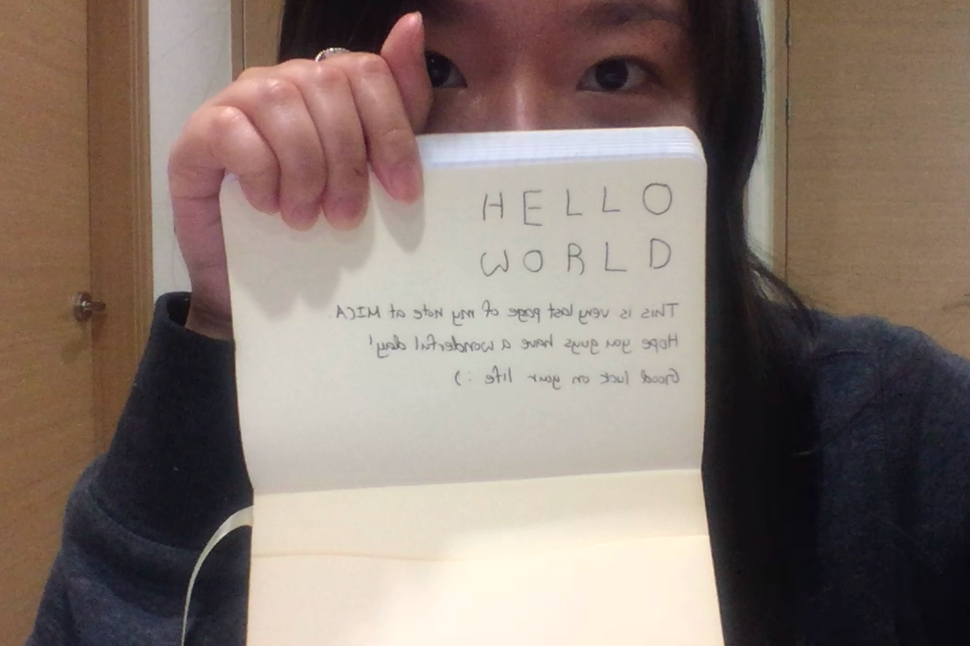 HELLO
WORLD
This is very last page of my note at MICA.
Hope you guys have a wonderful day!
Good luck on your life :)